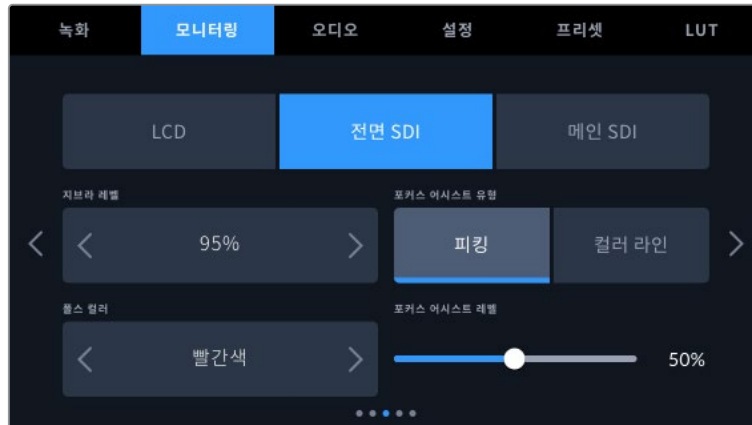 녹화 모니터링 오디오 설정 프리셋 LUT
LCD 전면 SDI 메인 SDI
지브라 레벨 포커스 어시스트 유형
95% 피킹 컬러 라인
폴스 컬러 포커스 어시스트 레벨
빨간색 50%